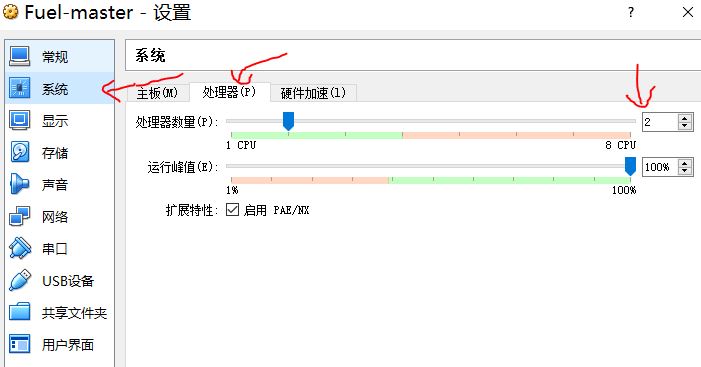 Fuel-master - 设置
? ×
常规
系统
显示
存储
声音
网络
串口
USB设备
共享文件夹
用户界面
系统
主板(M) 处理器(P) 硬件加速(l)
处理器数量(P): 2
1 CPU 8 CPU
运行峰值(E): 100%
1% 100%
扩展特性: 启用 PAE/NX